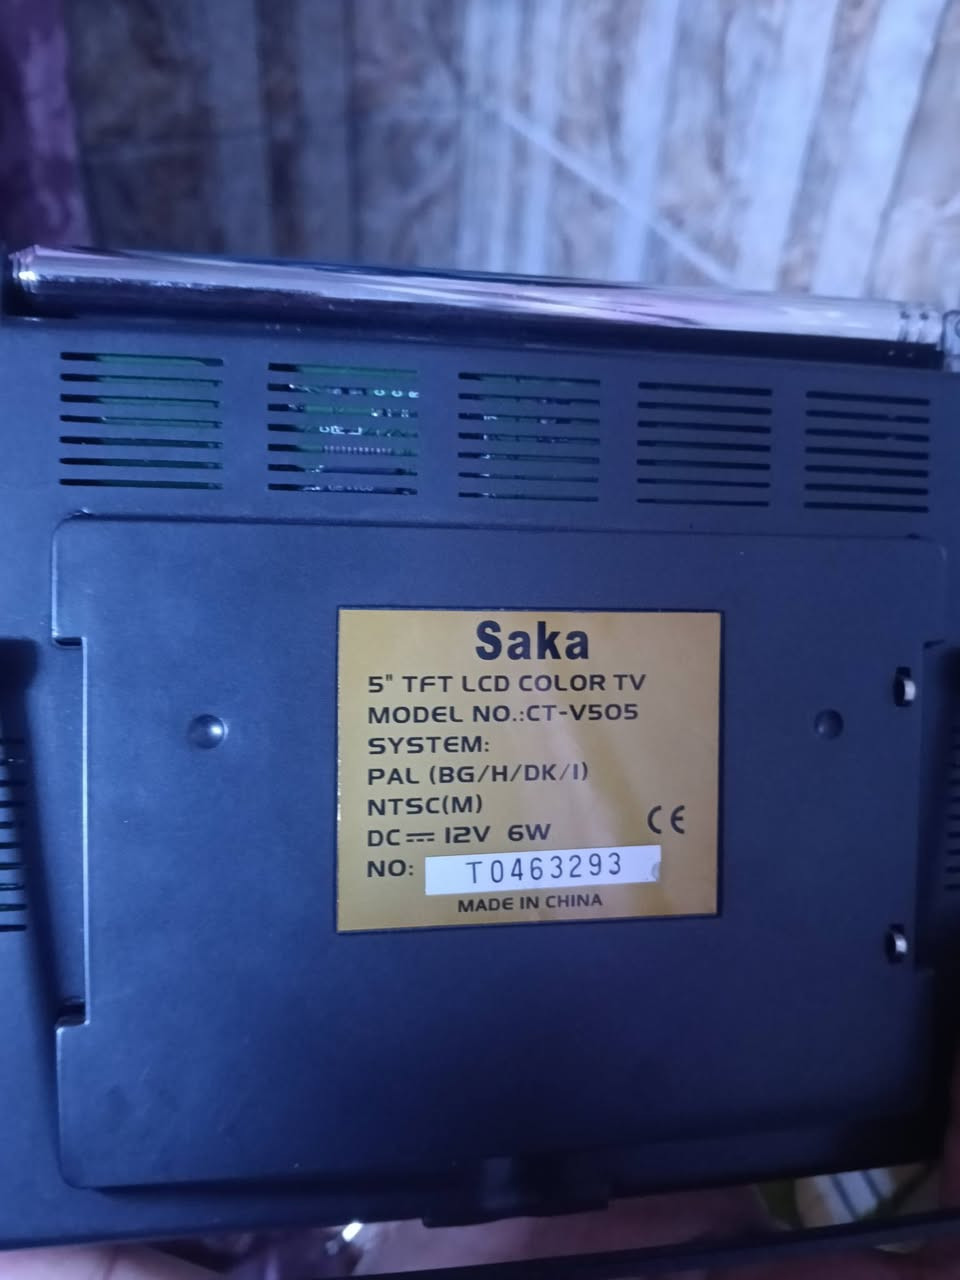 Saka
5" TFT LCD COLOR TV
MODEL NO.:CT-V505
SYSTEM:
PAL (BG/H/DK/I)
NTSC(M)
DC⎓ 12V 6W CE
NO: T0463293
MADE IN CHINA